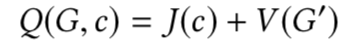 Q(G, c) = J(c) + V(G′)